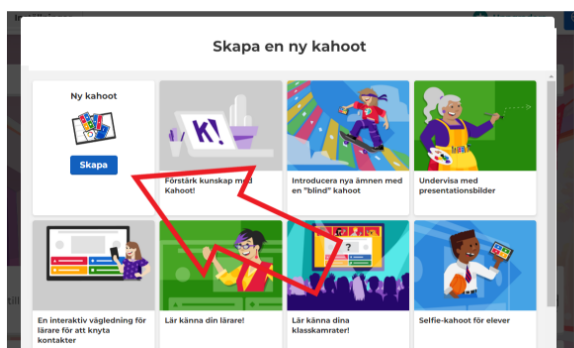 Skapa en ny kahoot
Ny kahoot
Skapa
K!
Förstärk kunskap med
Kahoot!
Introducera nya ämnen med
en "blind" kahoot
Undervisa med
presentationsbilder
?
En interaktiv vägledning för
lärare för att knyta
kontakter
Lär känna din lärare!
Lär känna dina
klasskamrater!
Selfie-kahoot för elever